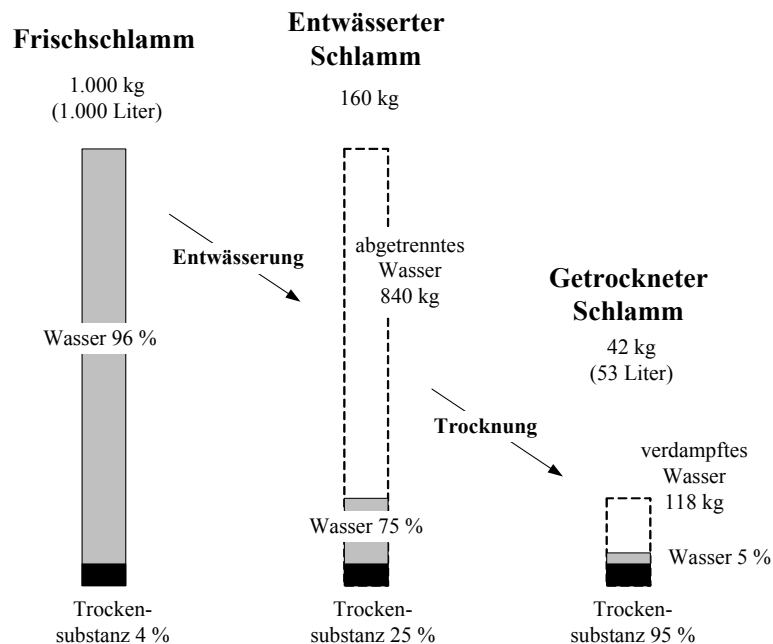 Frischschlamm
1.000 kg
(1.000 Liter)
Wasser 96 %
Trocken-
substanz 4 %
Entwässerung
Entwässerter
Schlamm
160 kg
abgetrenntes
Wasser
840 kg
Wasser 75 %
Trocken-
substanz 25 %
Trocknung
Getrockneter
Schlamm
42 kg
(53 Liter)
verdampftes
Wasser
118 kg
Wasser 5 %
Trocken-
substanz 95 %